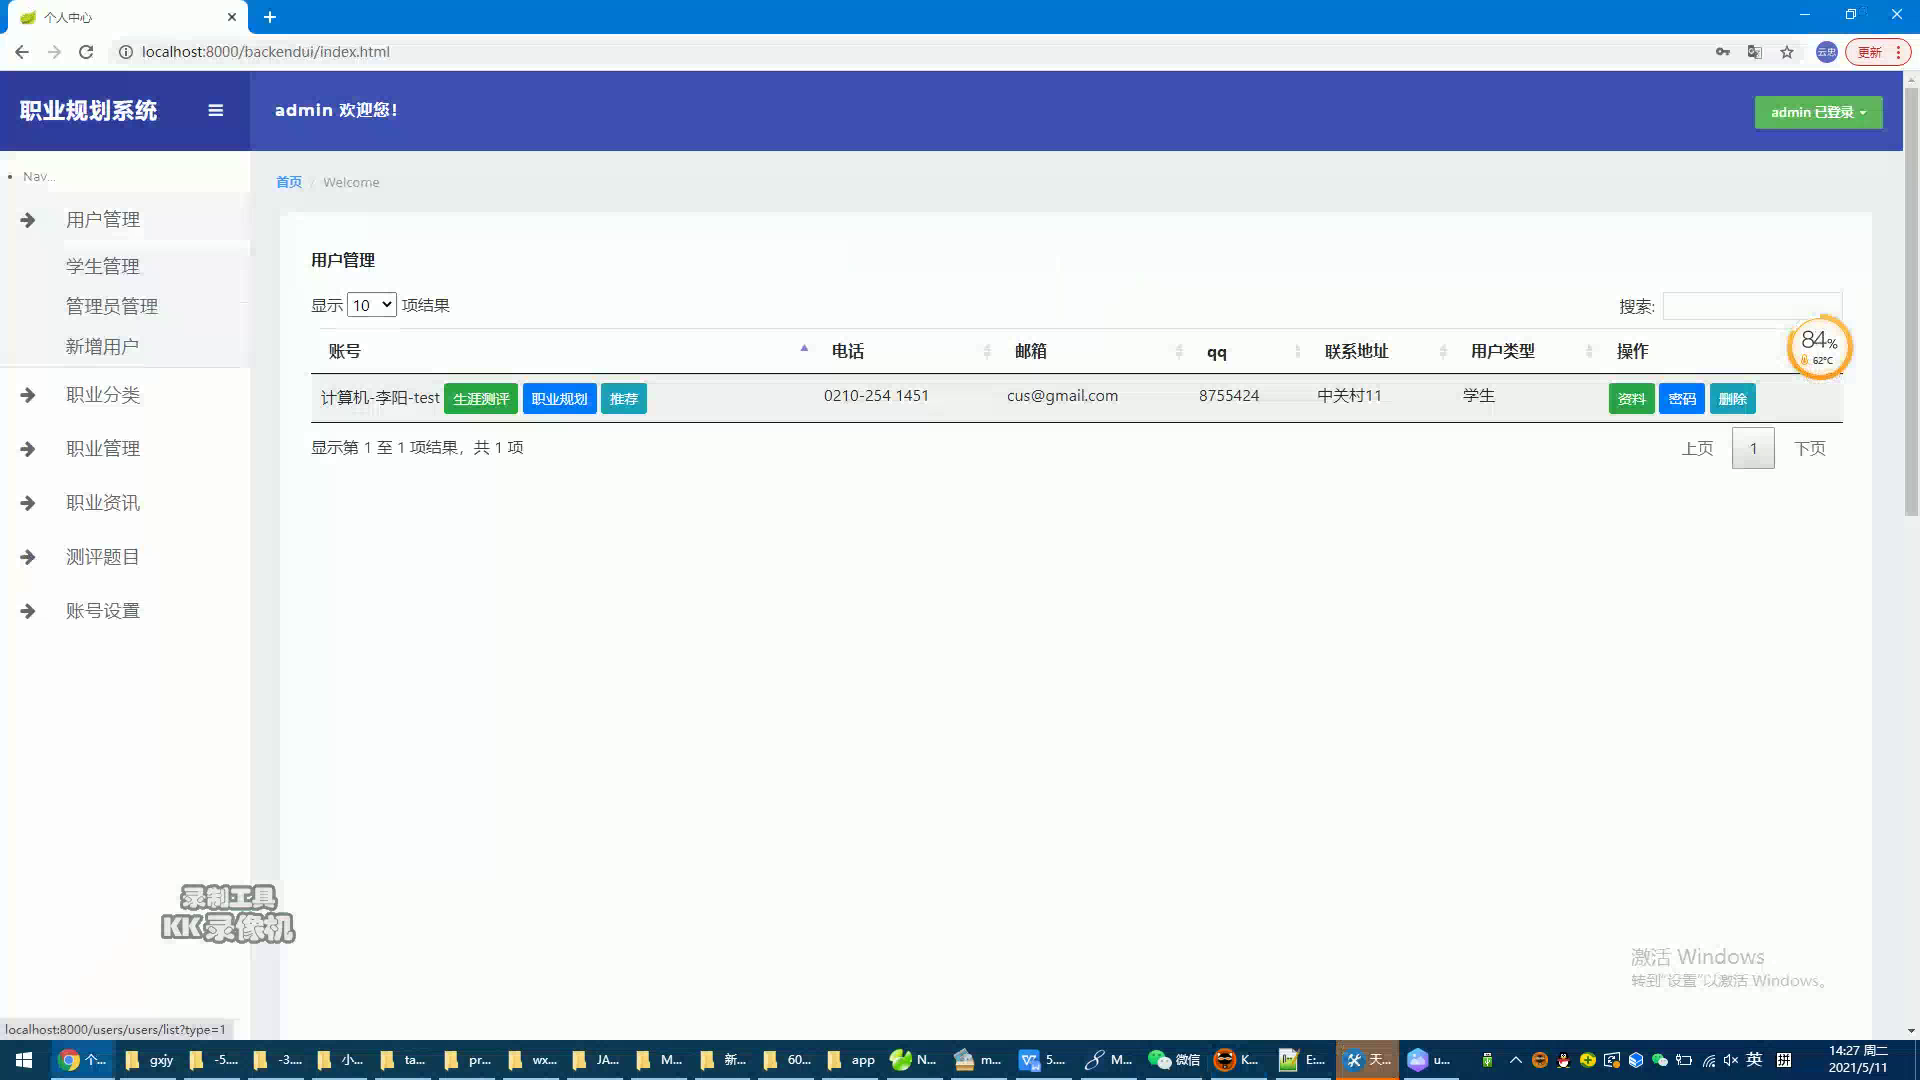 个人中心
localhost:8000/backendui/index.html
云忠
更新
职业规划系统
admin 欢迎您!
admin 已登录
Nav...
首页 / Welcome
用户管理
学生管理
管理员管理
新增用户
职业分类
职业管理
职业资讯
测评题目
账号设置
用户管理
显示 10 项结果
搜索:
账号 电话 邮箱 qq 联系地址 用户类型 操作
84%
62°C
计算机-李阳-test 生涯测评 职业规划 推荐 0210-254 1451 cus@gmail.com 8755424 中关村11 学生 资料 密码 删除
显示第 1 至 1 项结果，共 1 项
上页 1 下页
录制工具
KK录像机
激活 Windows
转到"设置"以激活 Windows。
localhost:8000/users/users/list?type=1
个... gxjy -5.... -3.... 小... ta... pr... wx... JA... M... 新... 60... app N... m... 5.... M... 微信 K... E:... 天... u... 英
14:27 周二
2021/5/11